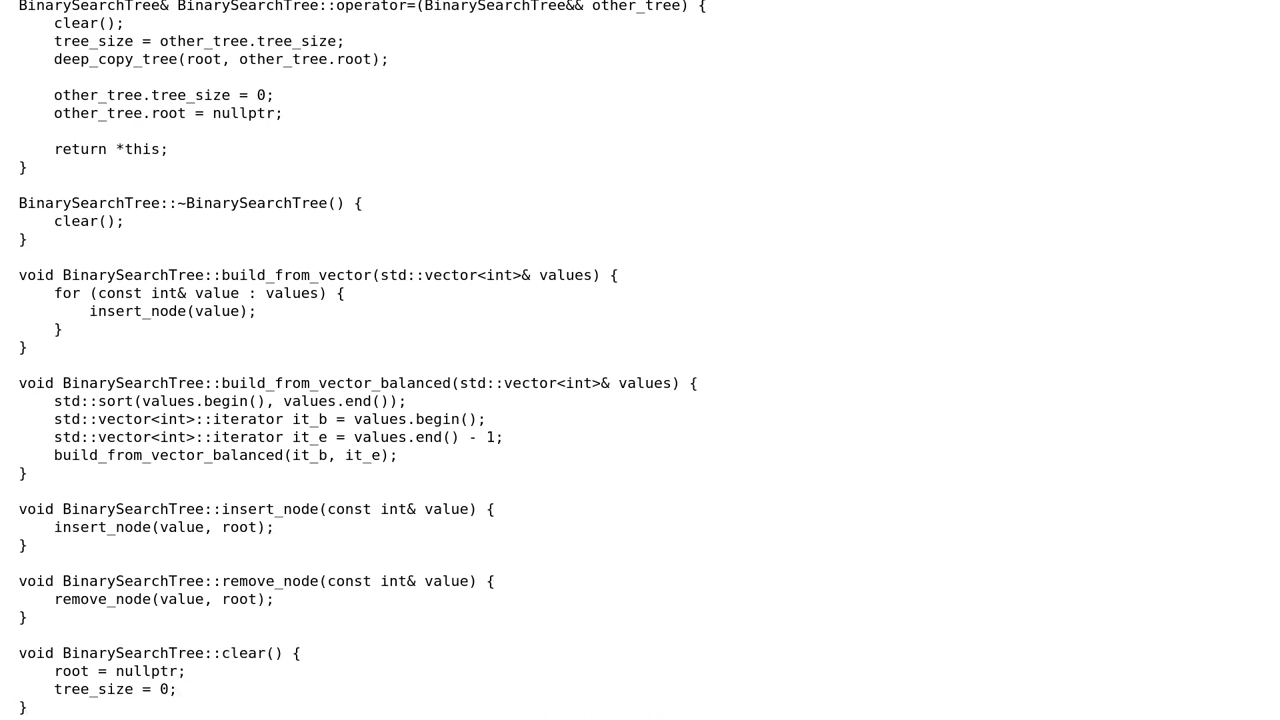 BinarySearchTree& BinarySearchTree::operator=(BinarySearchTree&& other_tree) {
    clear();
    tree_size = other_tree.tree_size;
    deep_copy_tree(root, other_tree.root);

    other_tree.tree_size = 0;
    other_tree.root = nullptr;

    return *this;
}

BinarySearchTree::~BinarySearchTree() {
    clear();
}

void BinarySearchTree::build_from_vector(std::vector<int>& values) {
    for (const int& value : values) {
        insert_node(value);
    }
}

void BinarySearchTree::build_from_vector_balanced(std::vector<int>& values) {
    std::sort(values.begin(), values.end());
    std::vector<int>::iterator it_b = values.begin();
    std::vector<int>::iterator it_e = values.end() - 1;
    build_from_vector_balanced(it_b, it_e);
}

void BinarySearchTree::insert_node(const int& value) {
    insert_node(value, root);
}

void BinarySearchTree::remove_node(const int& value) {
    remove_node(value, root);
}

void BinarySearchTree::clear() {
    root = nullptr;
    tree_size = 0;
}